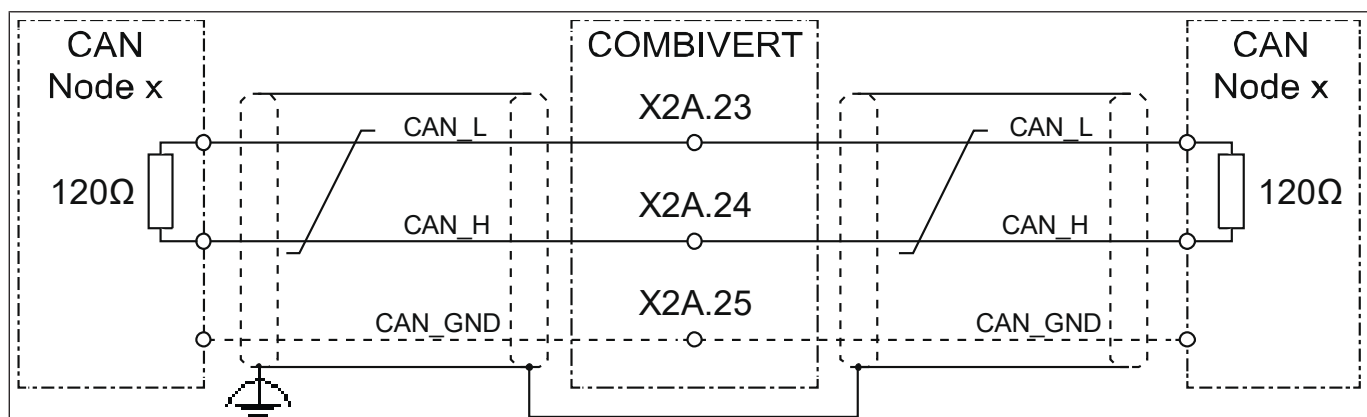 CAN
Node x
COMBIVERT
CAN
Node x
X2A.23
CAN_L
CAN_L
120Ω
X2A.24
120Ω
CAN_H
CAN_H
X2A.25
CAN_GND
CAN_GND